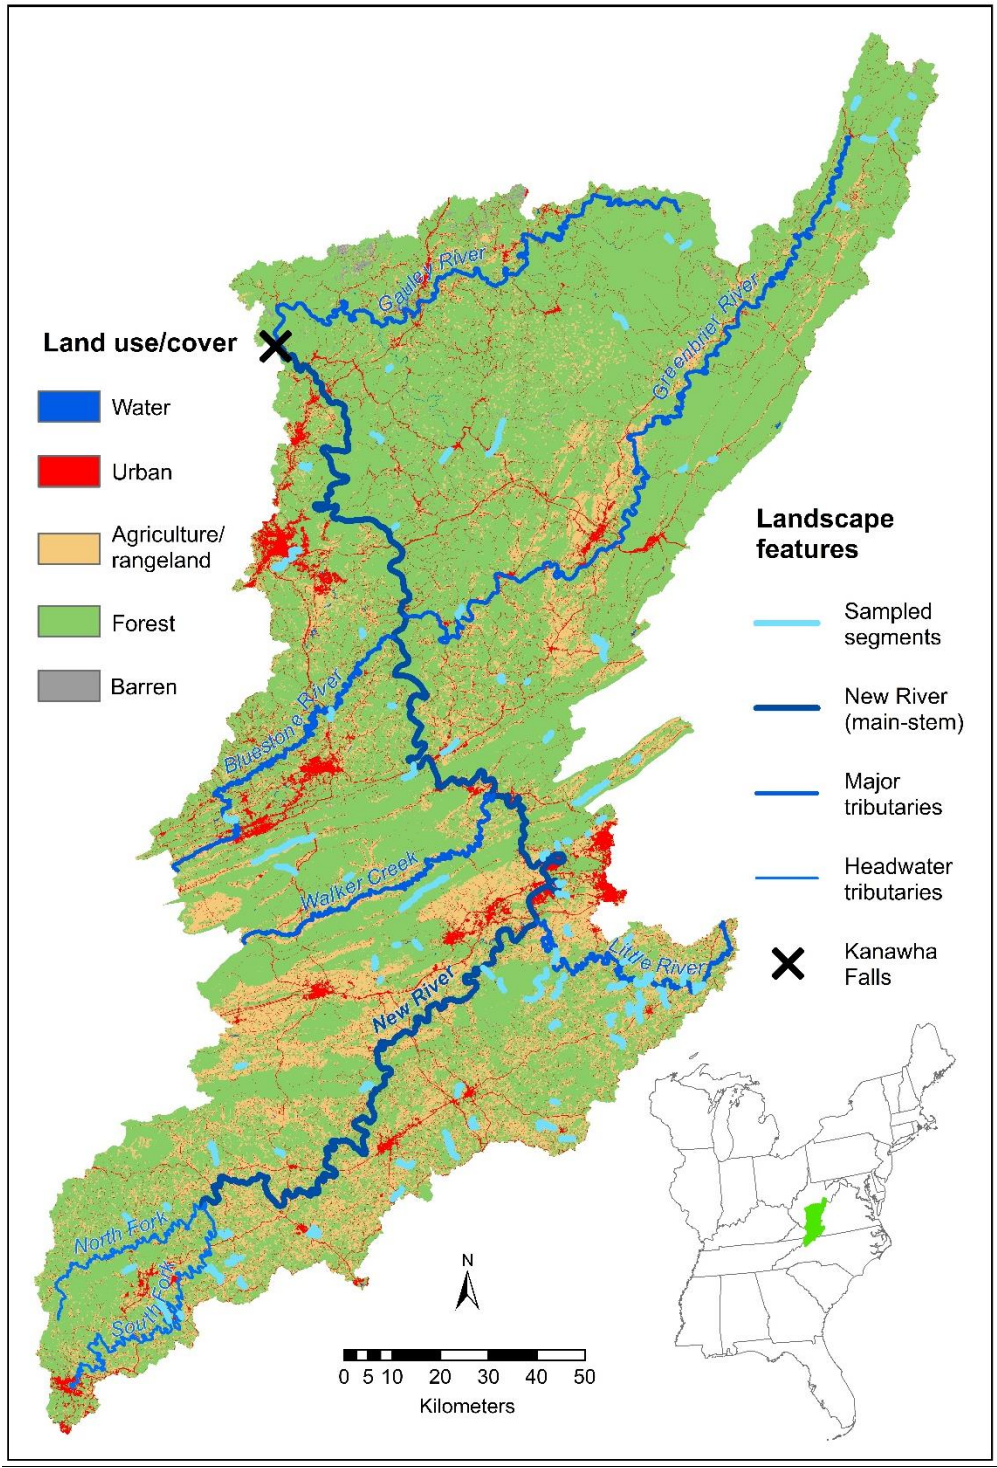 Gauley River
Greenbrier River
Land use/cover
Water
Urban
Agriculture/
rangeland
Forest
Barren
Landscape
features
Sampled
segments
New River
(main-stem)
Major
tributaries
Headwater
tributaries
Kanawha
Falls
Bluestone River
Walker Creek
Little River
New River
North Fork
South Fork
N
0 5 10 20 30 40 50
Kilometers